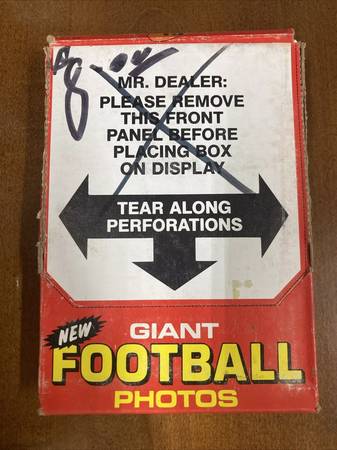 MR. DEALER:
PLEASE REMOVE
THIS FRONT
PANEL BEFORE
PLACING BOX
ON DISPLAY
TEAR ALONG
PERFORATIONS
NEW
GIANT
FOOTBALL
PHOTOS